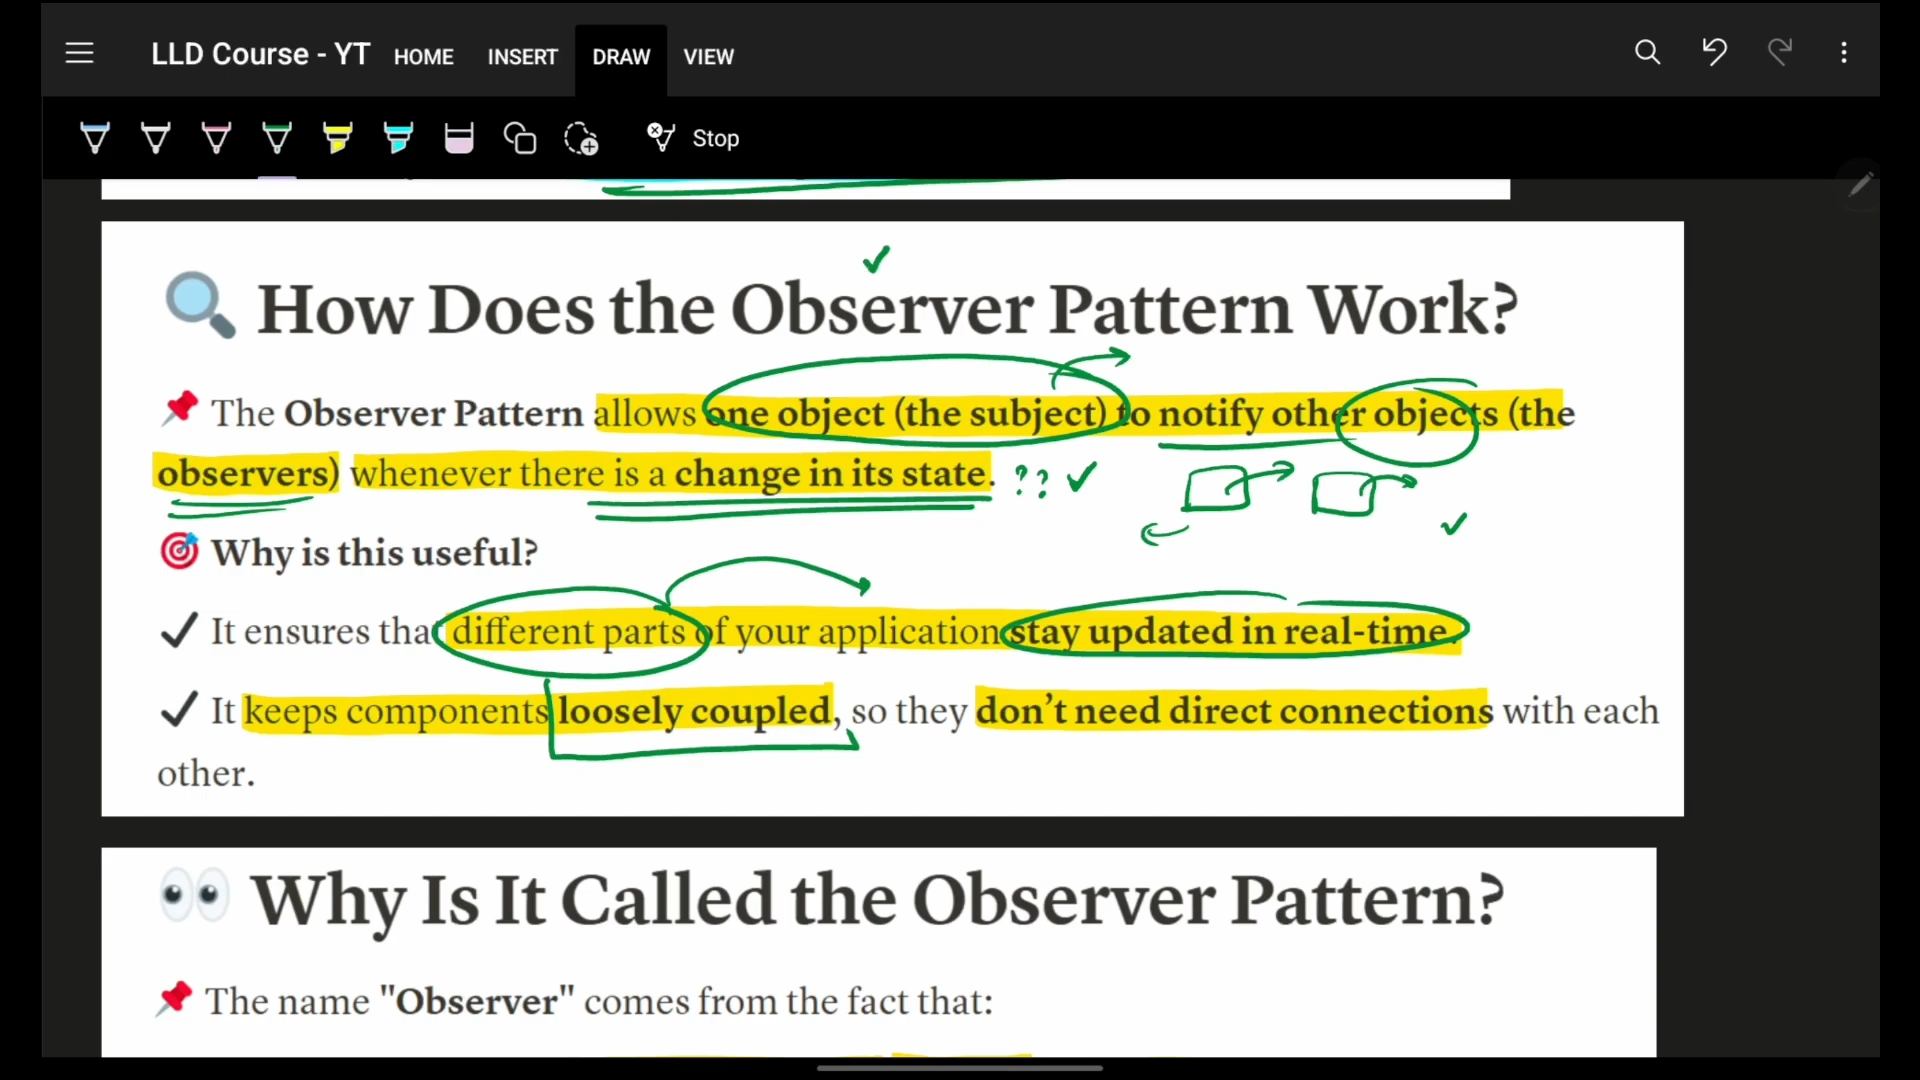 LLD Course - YT HOME INSERT DRAW VIEW
Stop
How Does the Observer Pattern Work?
The Observer Pattern allows one object (the subject) to notify other objects (the
observers) whenever there is a change in its state. ??
Why is this useful?
It ensures that different parts of your application stay updated in real-time.
It keeps components loosely coupled, so they don’t need direct connections with each
other.
Why Is It Called the Observer Pattern?
The name "Observer" comes from the fact that: